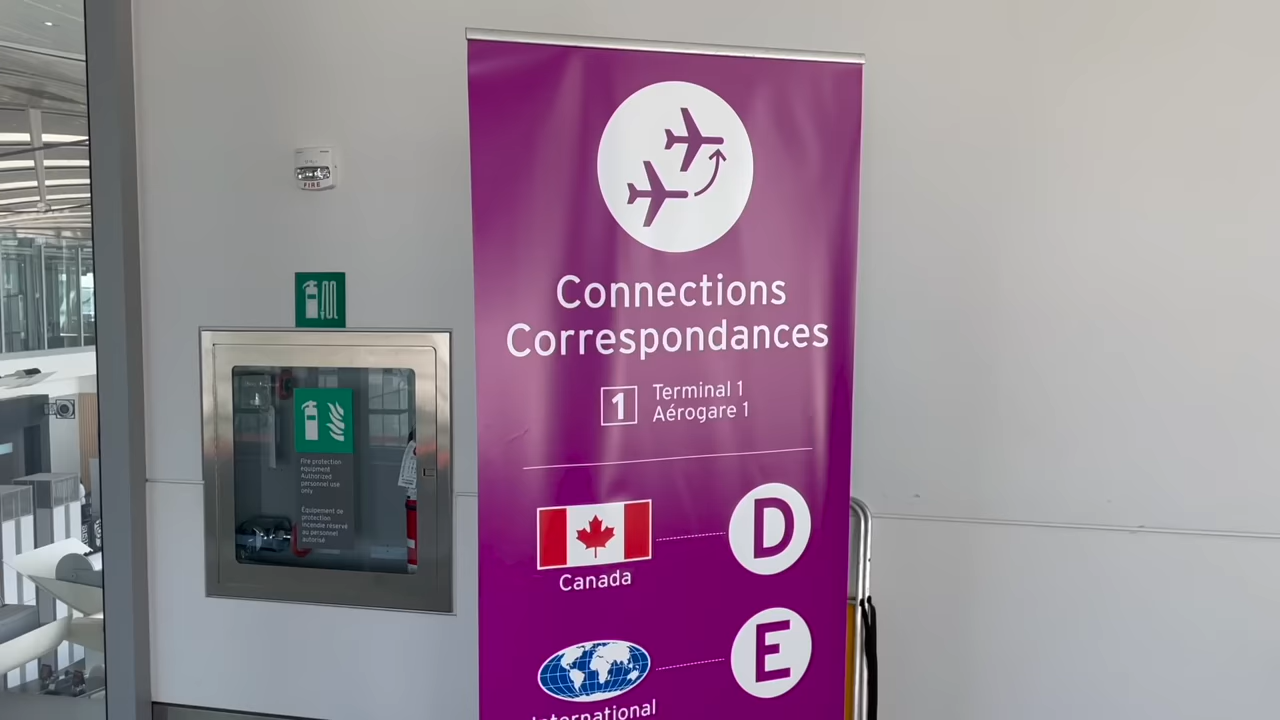 FIRE
Connections
Correspondances
1
Terminal 1
Aérogare 1
Canada
D
International
E
Fire protection
equipment
Authorized
personnel use
only
Équipement de
protection
incendie réservé
au personnel
autorisé